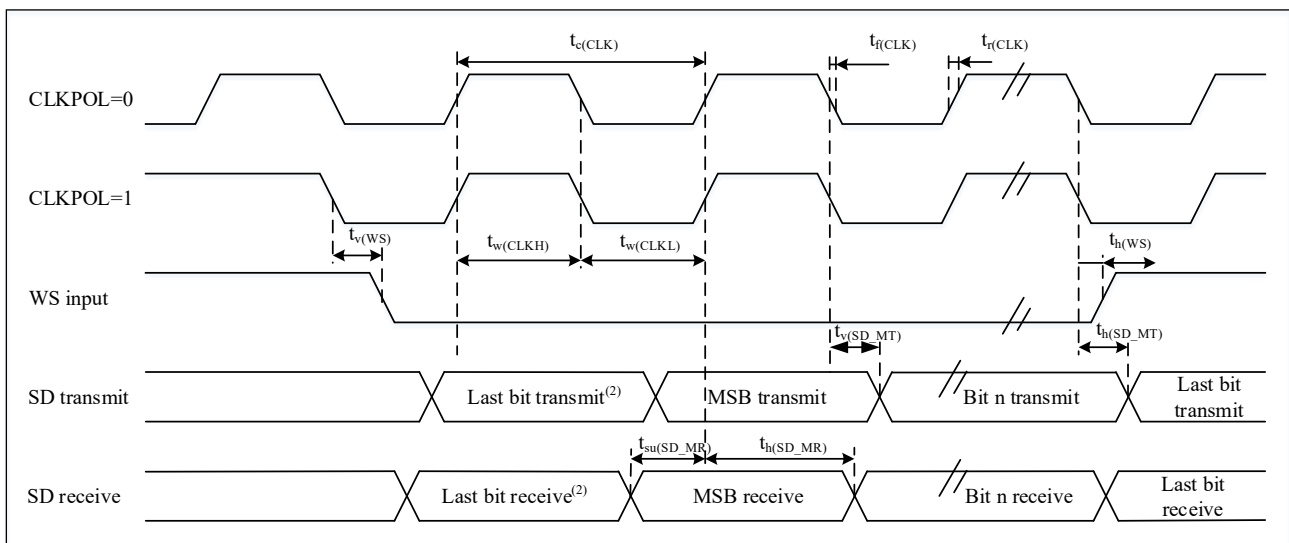 tc(CLK)
tf(CLK)
tr(CLK)
CLKPOL=0
CLKPOL=1
tv(WS)
tw(CLKH)
tw(CLKL)
th(WS)
WS input
tv(SD_MT)
th(SD_MT)
SD transmit
Last bit transmit(2)
MSB transmit
Bit n transmit
Last bit
transmit
tsu(SD_MR)
th(SD_MR)
SD receive
Last bit receive(2)
MSB receive
Bit n receive
Last bit
receive